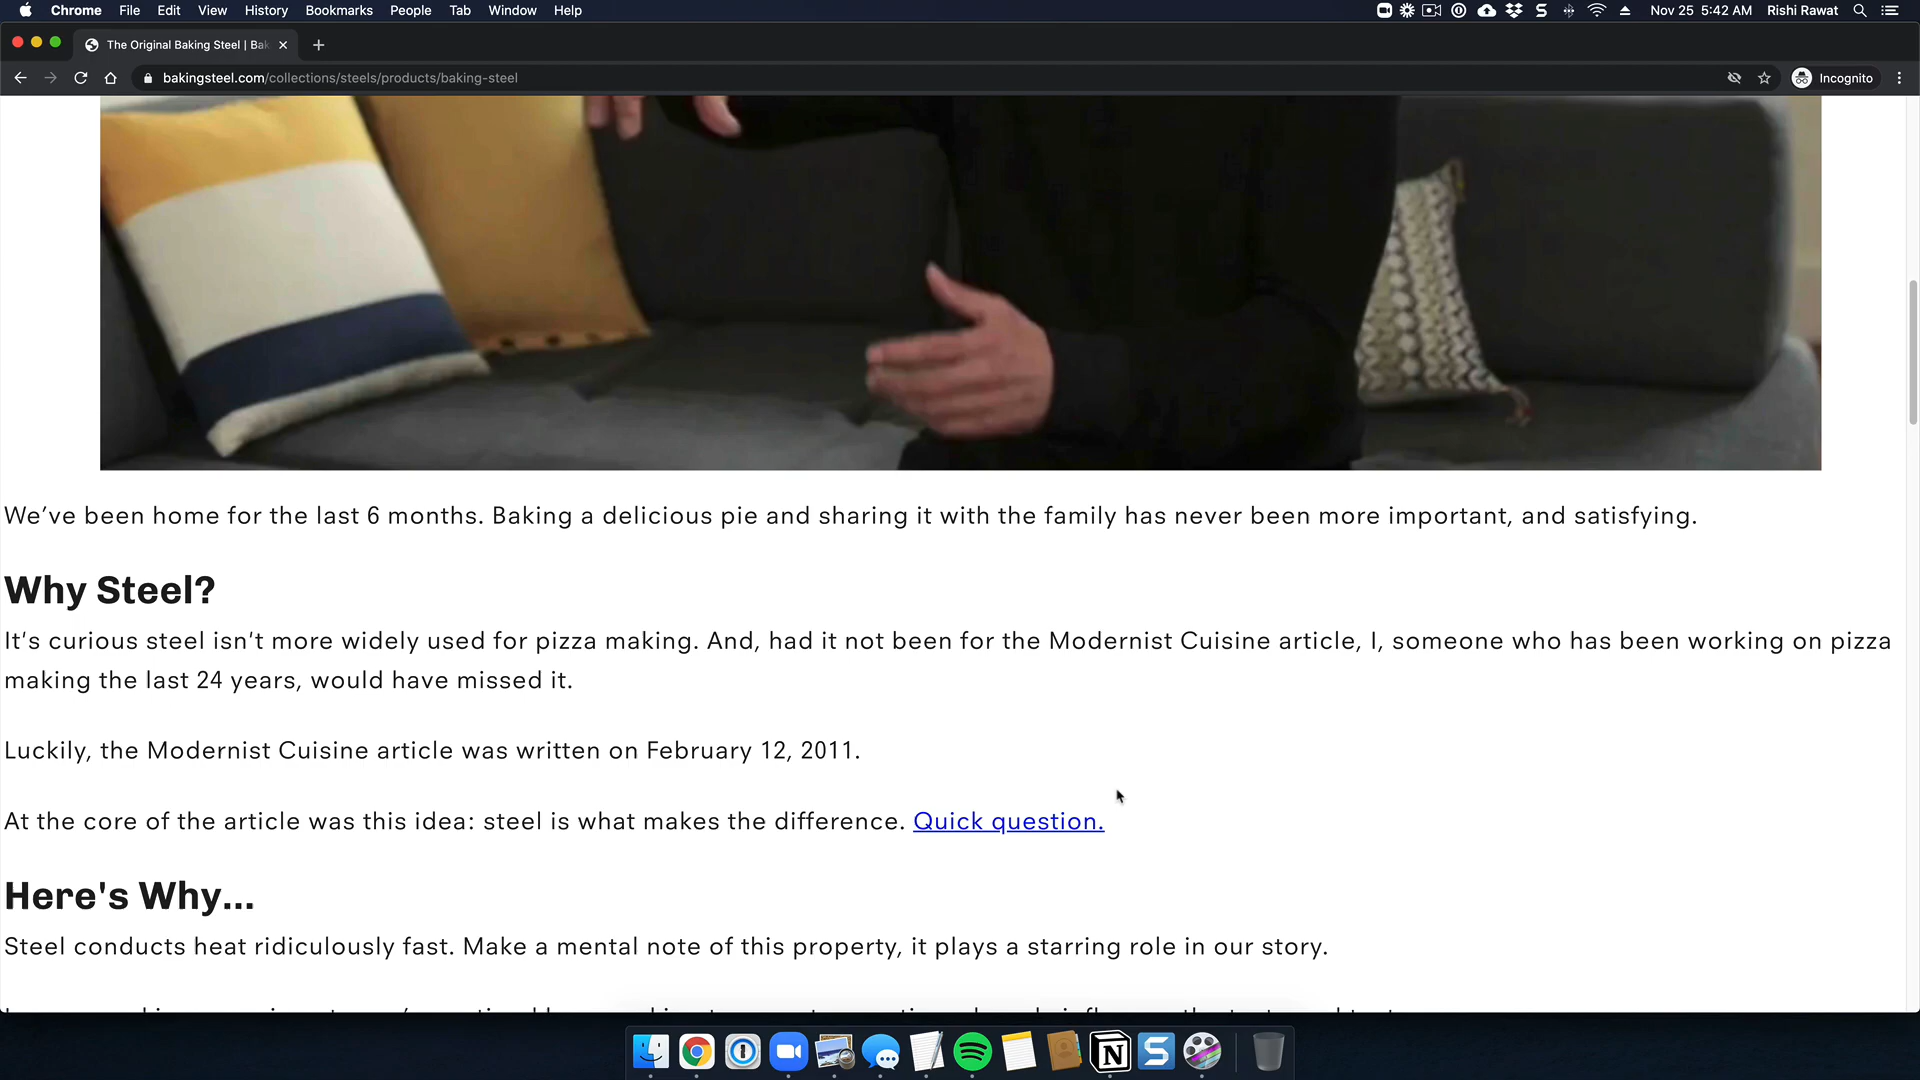 Chrome File Edit View History Bookmarks People Tab Window Help
Nov 25 5:42 AM Rishi Rawat
The Original Baking Steel | Bak
bakingsteel.com/collections/steels/products/baking-steel
Incognito
We've been home for the last 6 months. Baking a delicious pie and sharing it with the family has never been more important, and satisfying.
Why Steel?
It's curious steel isn't more widely used for pizza making. And, had it not been for the Modernist Cuisine article, I, someone who has been working on pizza
making the last 24 years, would have missed it.
Luckily, the Modernist Cuisine article was written on February 12, 2011.
At the core of the article was this idea: steel is what makes the difference. Quick question.
Here's Why...
Steel conducts heat ridiculously fast. Make a mental note of this property, it plays a starring role in our story.